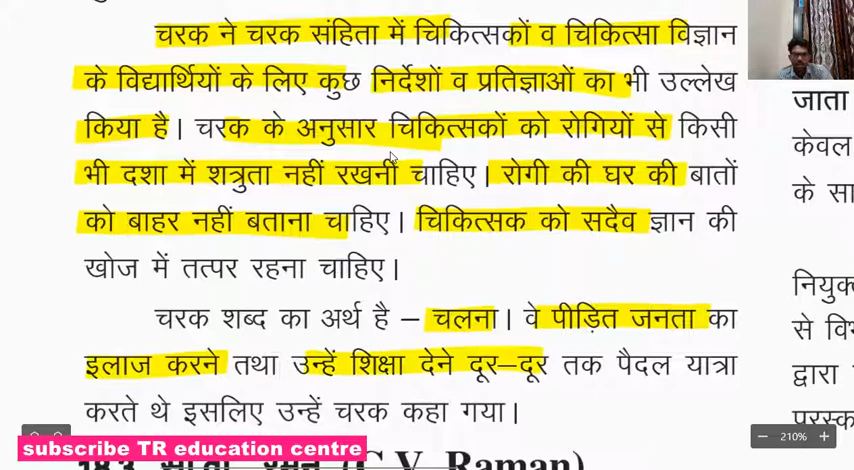 चरक ने चरक संहिता में चिकित्सकों व चिकित्सा विज्ञान
के विद्यार्थियों के लिए कुछ निर्देशों व प्रतिज्ञाओं का भी उल्लेख
किया है। चरक के अनुसार चिकित्सकों को रोगियों से किसी
भी दशा में शत्रुता नहीं रखनी चाहिए। रोगी की घर की बातों
को बाहर नहीं बताना चाहिए। चिकित्सक को सदैव ज्ञान की
खोज में तत्पर रहना चाहिए।
चरक शब्द का अर्थ है – चलना। वे पीड़ित जनता का
इलाज करने तथा उन्हें शिक्षा देने दूर–दूर तक पैदल यात्रा
करते थे इसलिए उन्हें चरक कहा गया।
(C.V. Raman)
जाता
केवल
के सा
नियुक्
से विभ
द्वारा
पुरस्क
210%
subscribe TR education centre